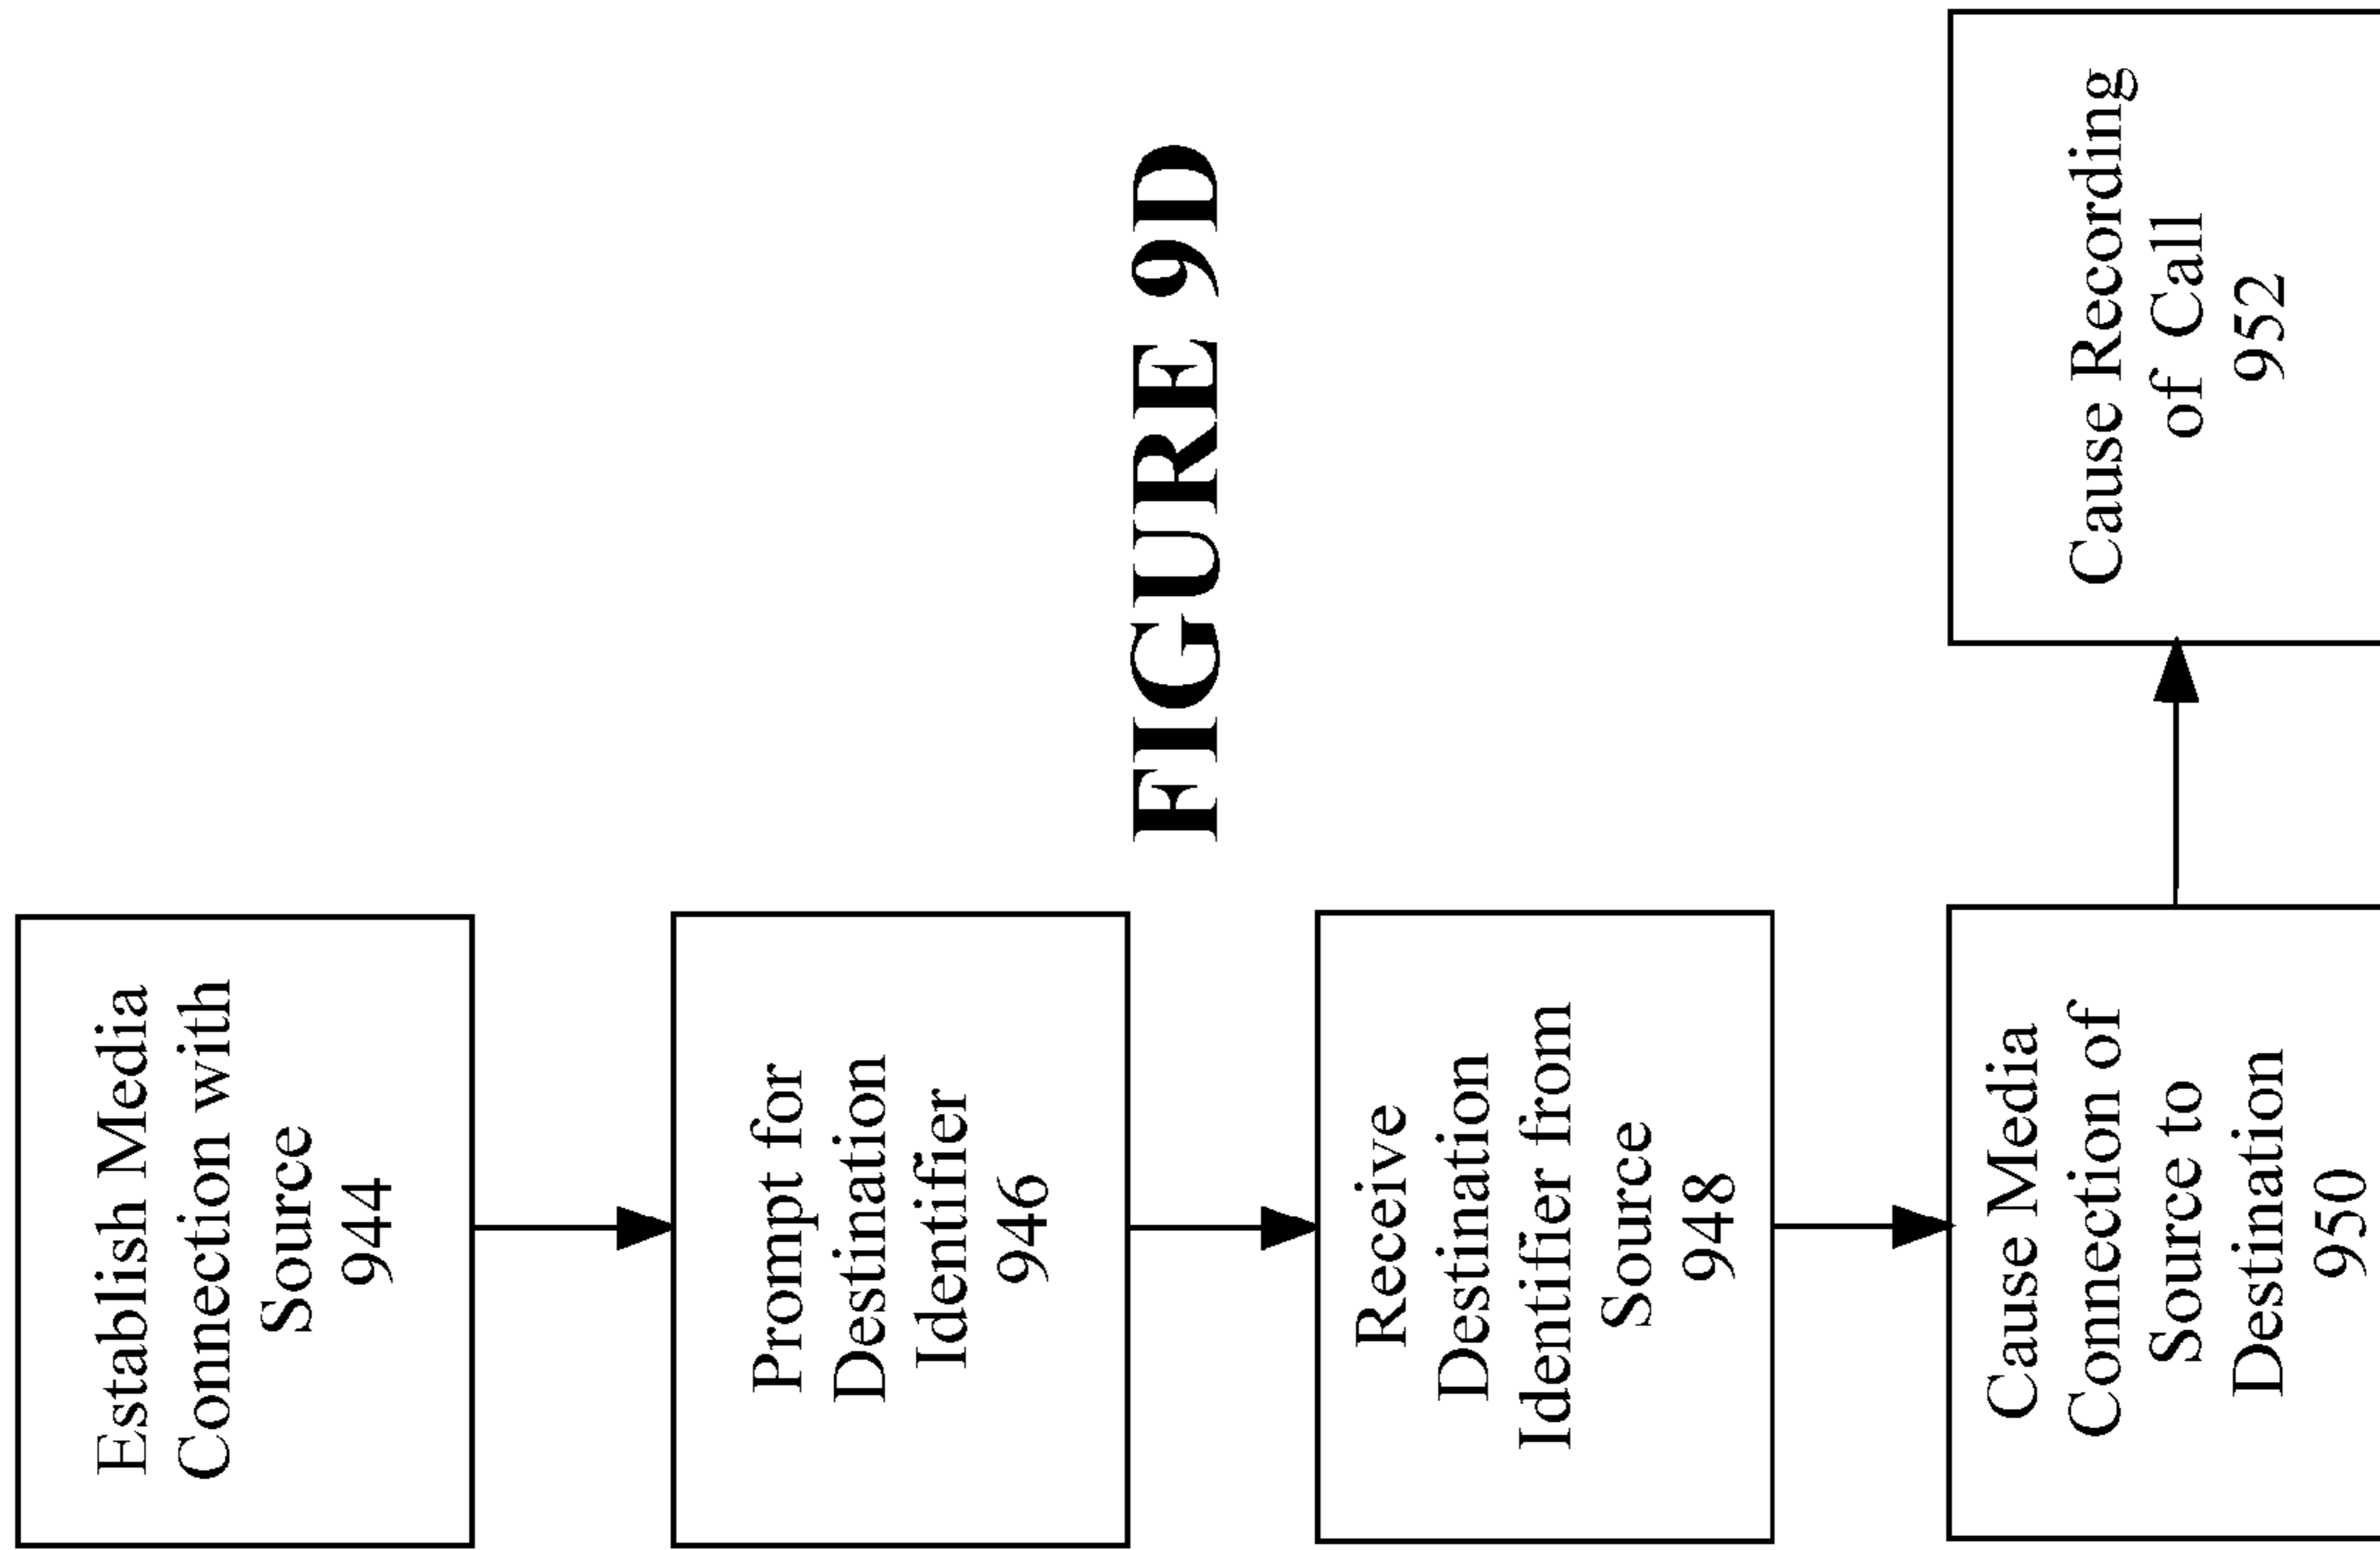 Establish Media
Connection with
Source
944
Prompt for
Destination
Identifier
946
Receive
Destination
Identifier from
Source
948
Cause Media
Connection of
Source to
Destination
950
Cause Recording
of Call
952
FIGURE 9D